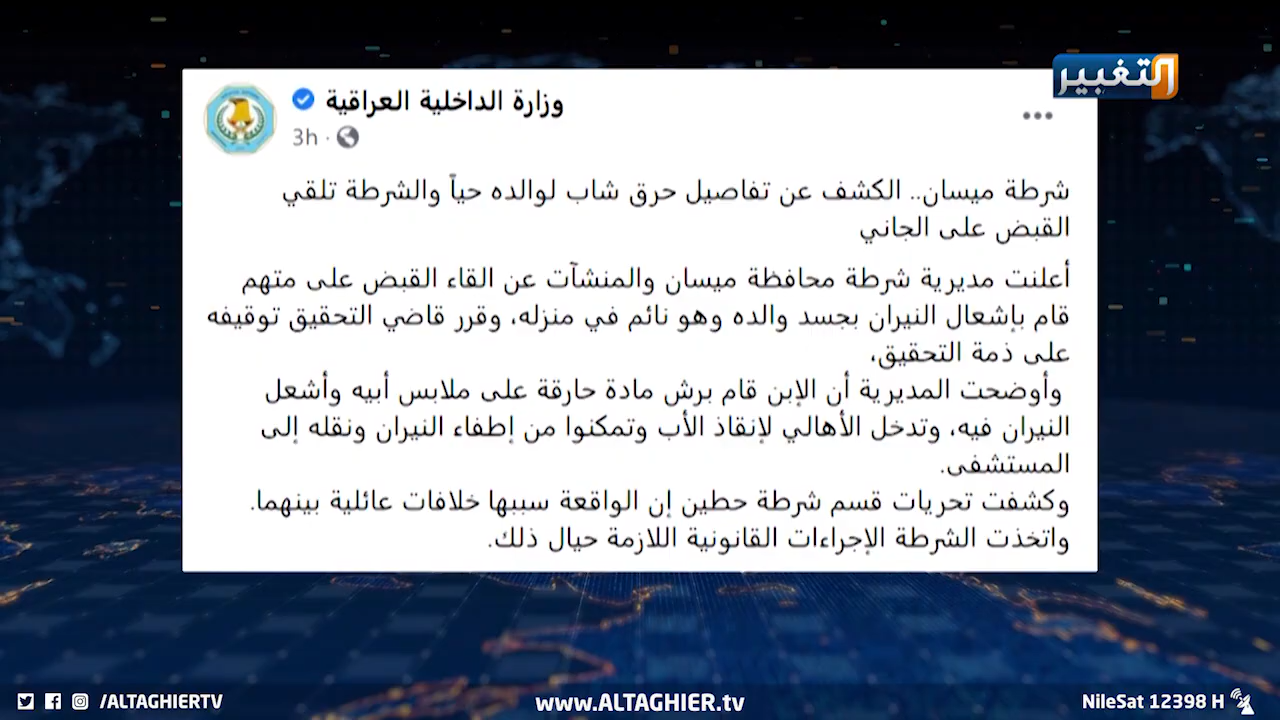 التغيير
وزارة الداخلية العراقية
3h ·
شرطة ميسان.. الكشف عن تفاصيل حرق شاب لوالده حياً والشرطة تلقي
القبض على الجاني
أعلنت مديرية شرطة محافظة ميسان والمنشآت عن القاء القبض على متهم
قام بإشعال النيران بجسد والده وهو نائم في منزله، وقرر قاضي التحقيق توقيفه
على ذمة التحقيق،
وأوضحت المديرية أن الإبن قام برش مادة حارقة على ملابس أبيه وأشعل
النيران فيه، وتدخل الأهالي لإنقاذ الأب وتمكنوا من إطفاء النيران ونقله إلى
المستشفى.
وكشفت تحريات قسم شرطة حطين إن الواقعة سببها خلافات عائلية بينهما.
واتخذت الشرطة الإجراءات القانونية اللازمة حيال ذلك.
/ALTAGHIERTV
www.ALTAGHIER.tv
NileSat 12398 H